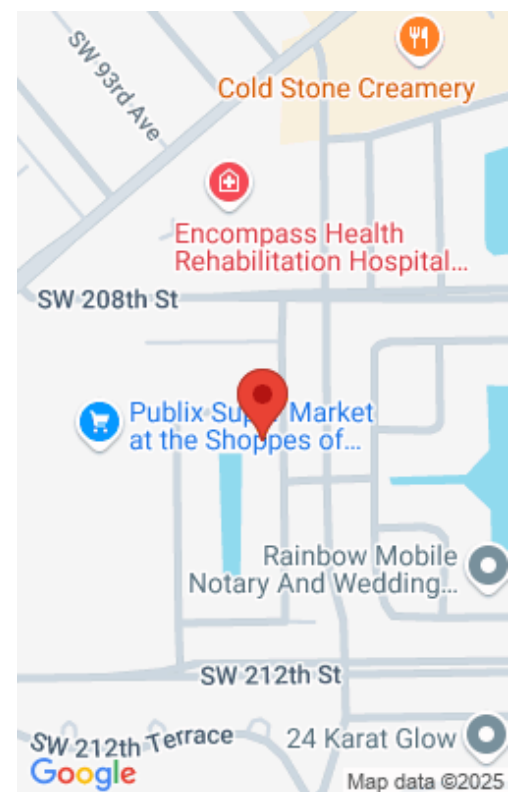 SW 93rd Ave
Cold Stone Creamery
Encompass Health
Rehabilitation Hospital...
SW 208th St
Publix Super Market
at the Shoppes of...
Rainbow Mobile
Notary And Wedding...
SW 212th St
SW 212th Terrace
24 Karat Glow
Google
Map data ©2025